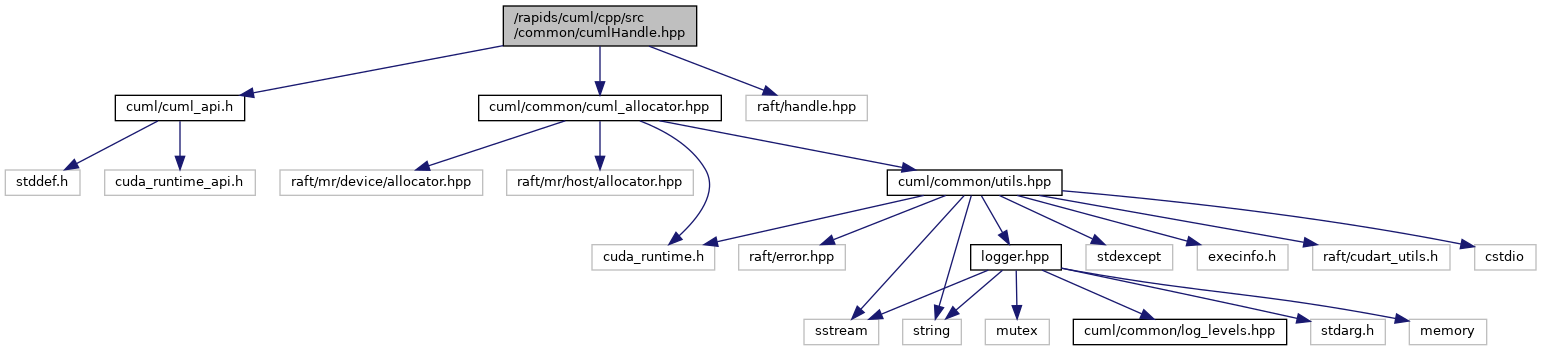 /rapids/cuml/cpp/src
/common/cumlHandle.hpp
cuml/cuml_api.h
cuml/common/cuml_allocator.hpp
raft/handle.hpp
stddef.h
cuda_runtime_api.h
raft/mr/device/allocator.hpp
raft/mr/host/allocator.hpp
cuml/common/utils.hpp
cuda_runtime.h
raft/error.hpp
logger.hpp
stdexcept
execinfo.h
raft/cudart_utils.h
cstdio
sstream
string
mutex
cuml/common/log_levels.hpp
stdarg.h
memory